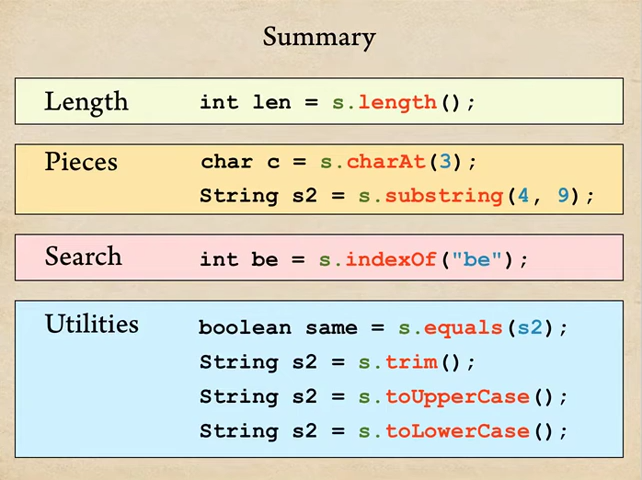 Summary
Length int len = s.length();
Pieces char c = s.charAt(3);
String s2 = s.substring(4, 9);
Search int be = s.indexOf("be");
Utilities boolean same = s.equals(s2);
String s2 = s.trim();
String s2 = s.toUpperCase();
String s2 = s.toLowerCase();